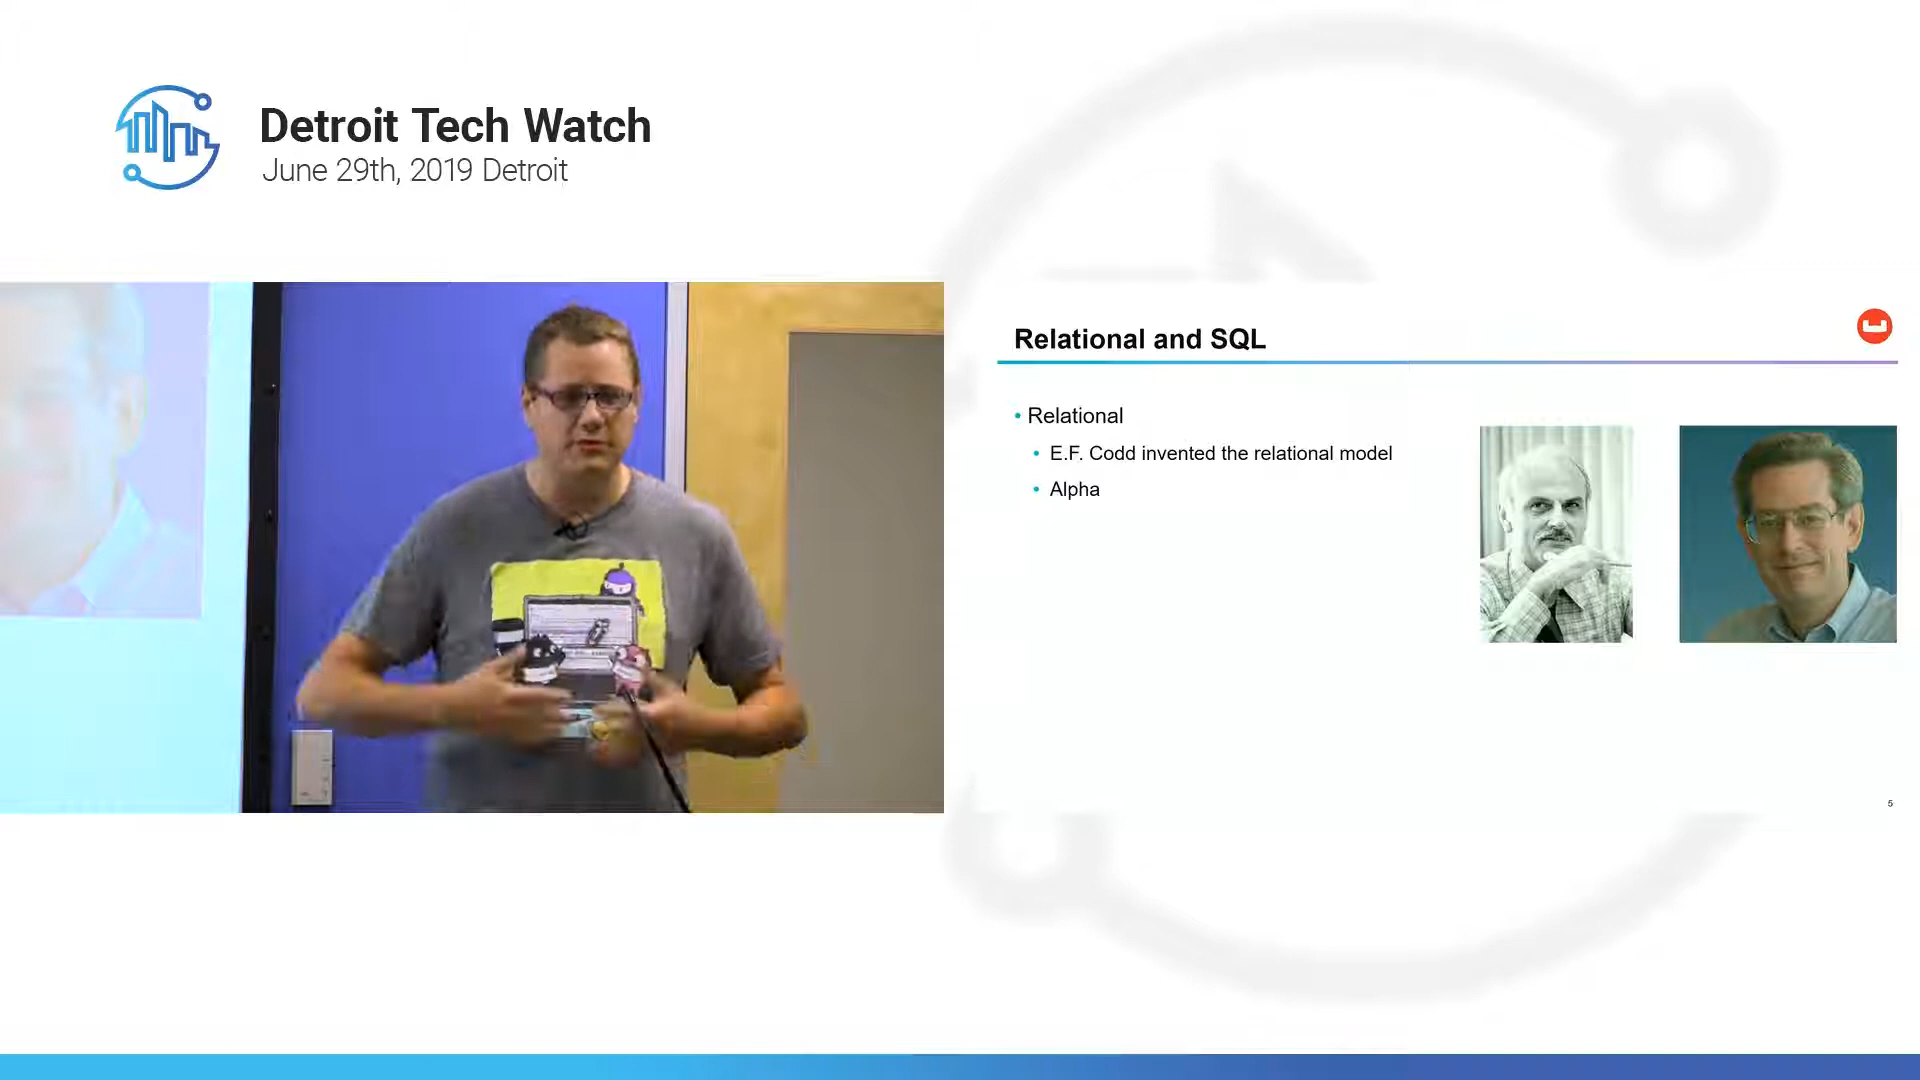 Detroit Tech Watch
June 29th, 2019 Detroit
Relational and SQL
• Relational
• E.F. Codd invented the relational model
• Alpha
5